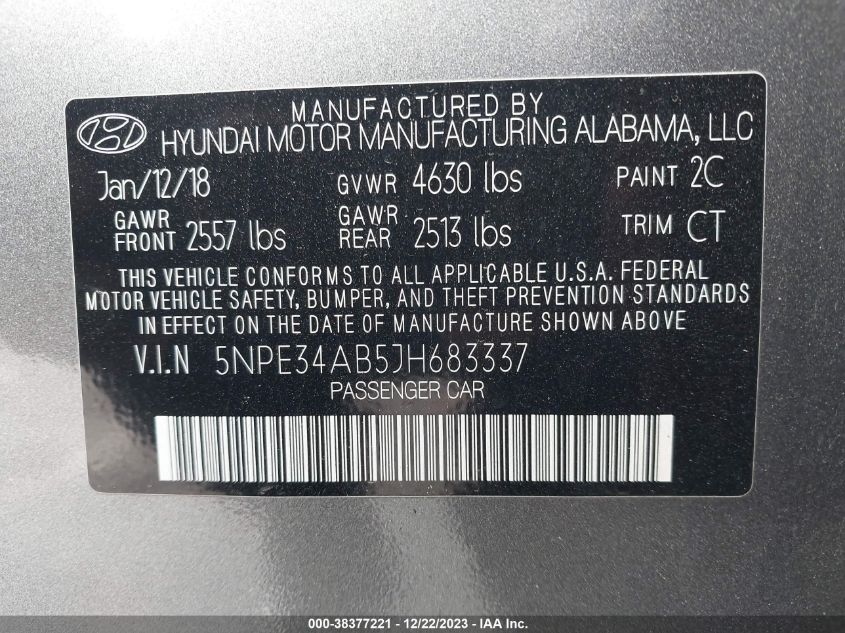 MANUFACTURED BY
HYUNDAI MOTOR MANUFACTURING ALABAMA, LLC
Jan/12/18 GVWR 4630 lbs PAINT 2C
GAWR FRONT 2557 lbs GAWR REAR 2513 lbs TRIM CT
THIS VEHICLE CONFORMS TO ALL APPLICABLE U.S.A. FEDERAL
MOTOR VEHICLE SAFETY, BUMPER, AND THEFT PREVENTION STANDARDS
IN EFFECT ON THE DATE OF MANUFACTURE SHOWN ABOVE
V.I.N 5NPE34AB5JH683337
PASSENGER CAR
000-38377221 - 12/22/2023 - IAA Inc.